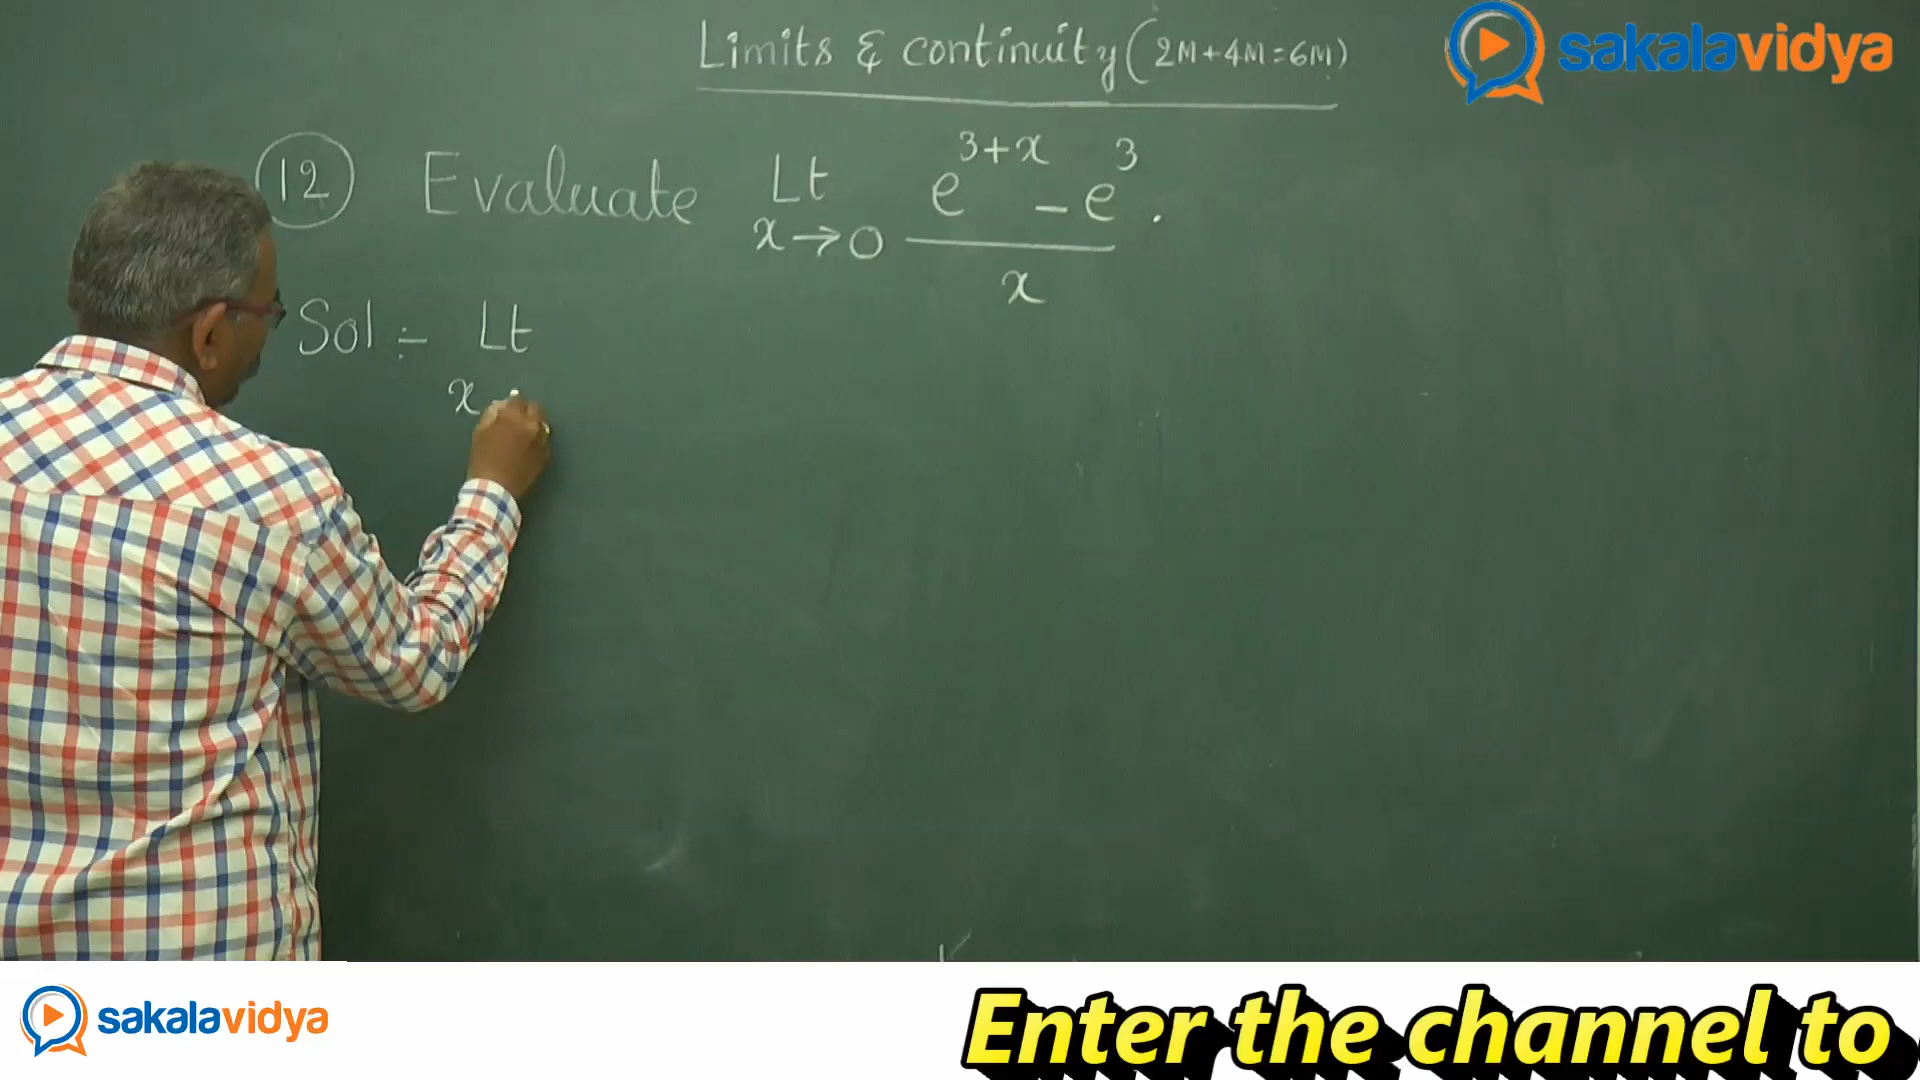 Limits & continuity (2M+4M=6M)
sakalavidya
12 Evaluate Lt x→0 e^{3+x} - e^3 / x .
Sol :- Lt
x
sakalavidya
Enter the channel to